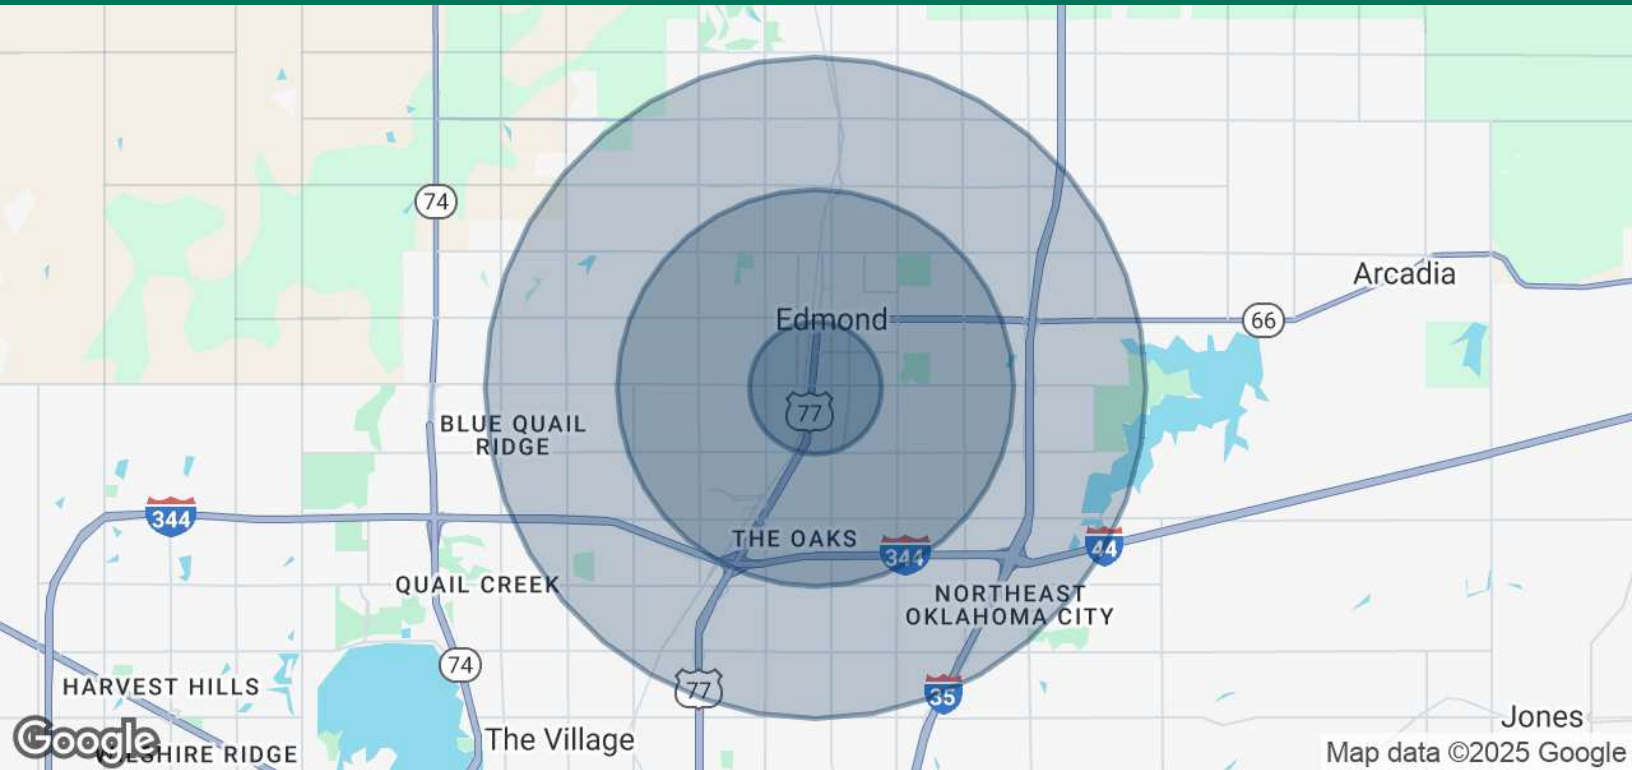 74
Edmond
Arcadia
66
77
BLUE QUAIL
RIDGE
344
THE OAKS
344
44
QUAIL CREEK
NORTHEAST
OKLAHOMA CITY
74
HARVEST HILLS
77
35
The Village
Jones
Google
WILSHIRE RIDGE
Map data ©2025 Google